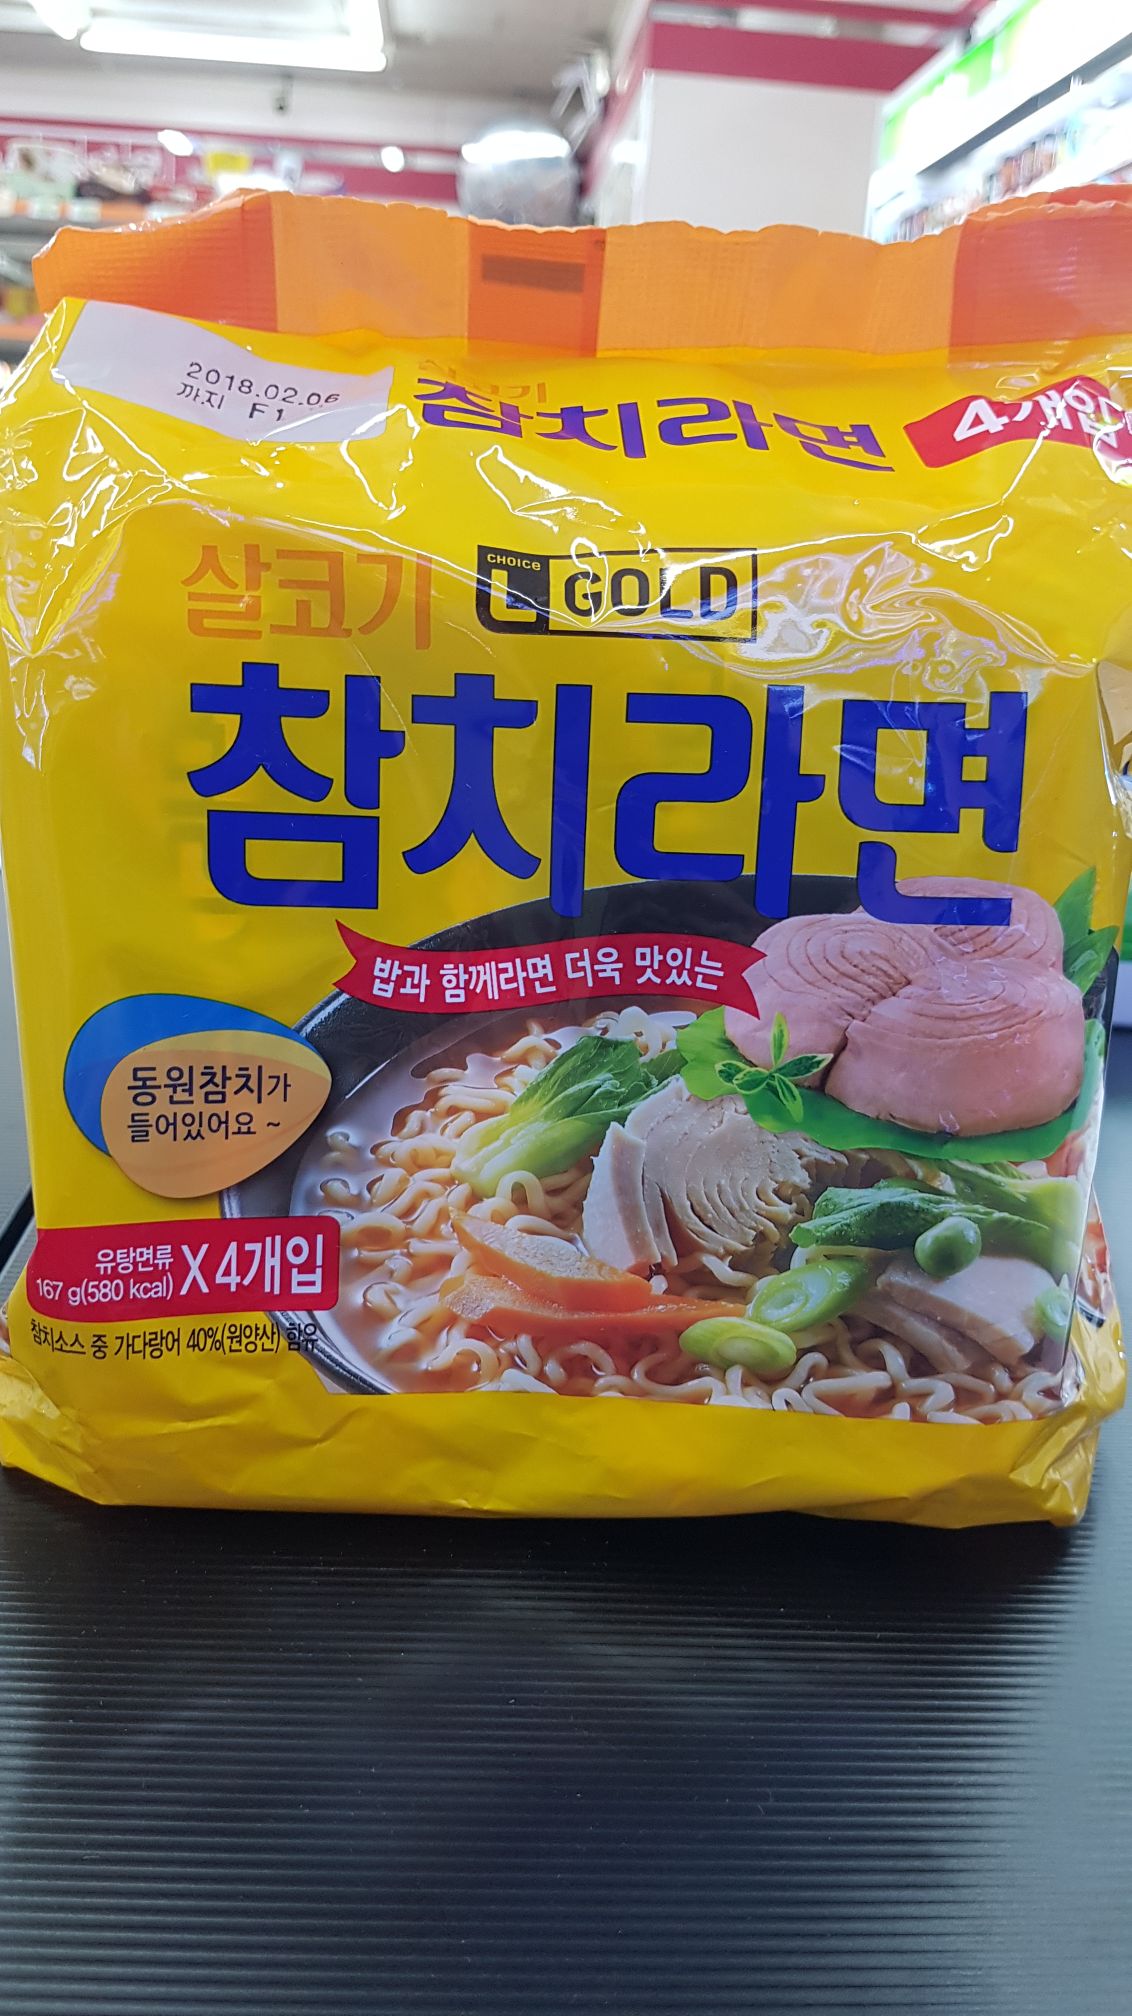 2018.02.06
까지 F1
참치라면
4개입
살코기
CHOICE
L GOLD
참치라면
밥과 함께라면 더욱 맛있는
동원참치가
들어있어요 ~
유탕면류
167 g(580 kcal) X 4개입
참치소스 중 가다랑어 40%(원양산) 함유